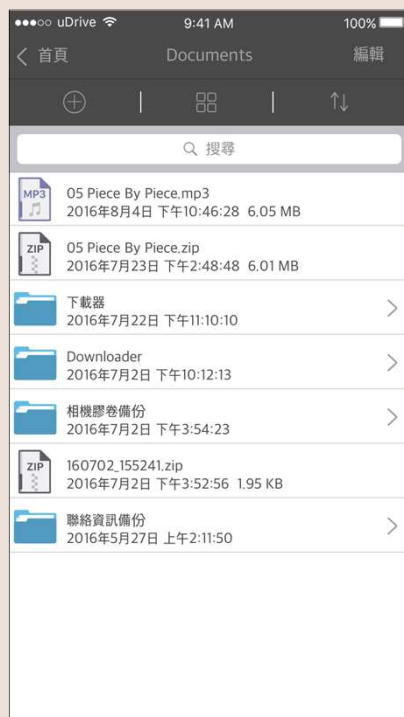 uDrive 9:41 AM 100%
首頁 Documents 編輯
搜尋
MP3
05 Piece By Piece.mp3
2016年8月4日 下午10:46:28 6.05 MB
ZIP
05 Piece By Piece.zip
2016年7月23日 下午2:48:48 6.01 MB
下載器
2016年7月22日 下午11:10:10
Downloader
2016年7月2日 下午10:12:13
相機膠卷備份
2016年7月2日 下午3:54:23
ZIP
160702_155241.zip
2016年7月2日 下午3:52:56 1.95 KB
聯絡資訊備份
2016年5月27日 上午2:11:50